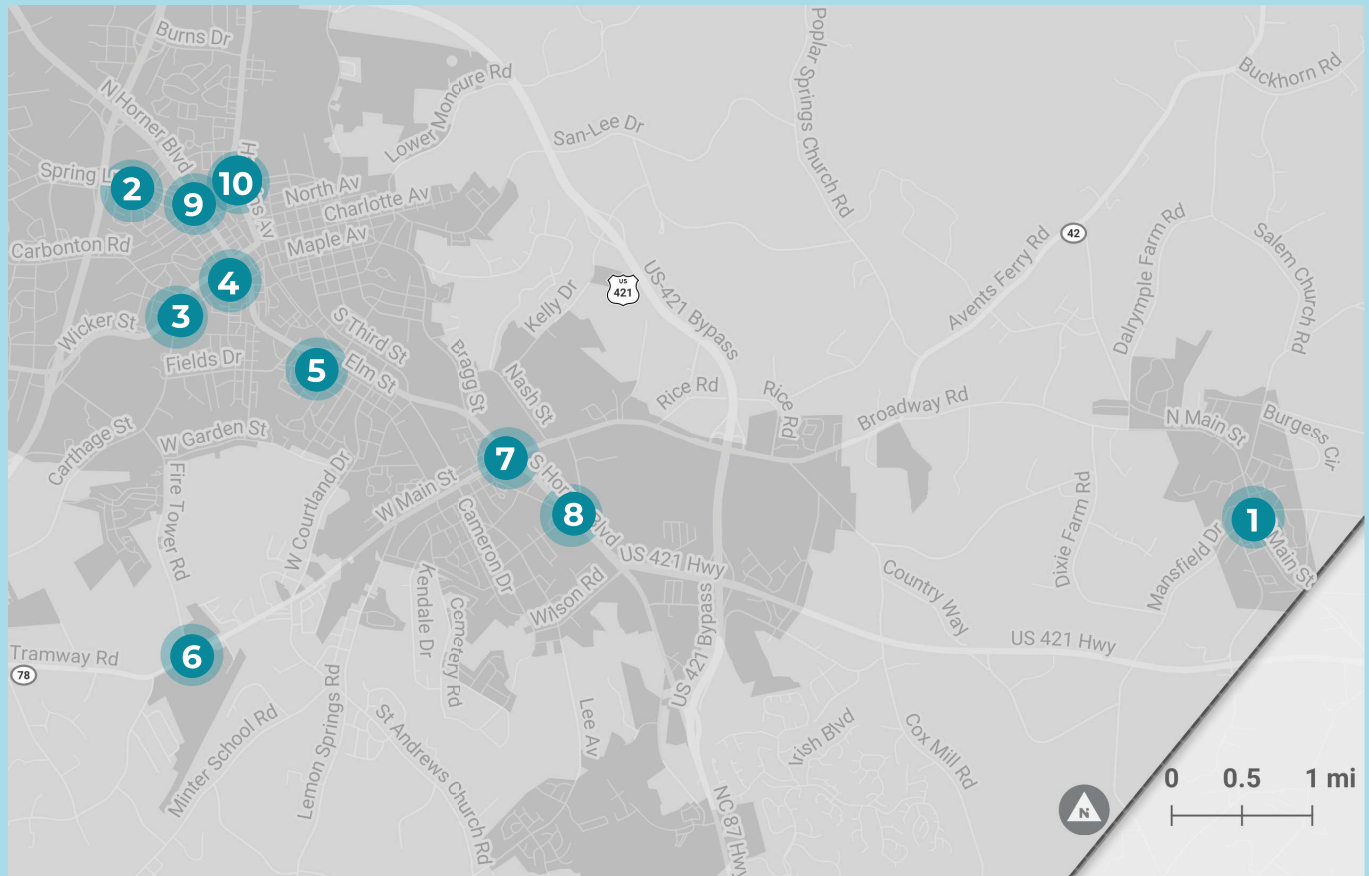 Burns Dr
Poplar Springs Church Rd
Buckhorn Rd
N Horner Blvd
Lower Moncure Rd
San-Lee Dr
Spring L
2
9
10
H
ns Av
North Av
Charlotte Av
Maple Av
Carbonton Rd
42
Dalrymple Farm Rd
Salem Church Rd
Avents Ferry Rd
4
3
Wicker St
Fields Dr
US
421
US-421 Bypass
Kelly Dr
S Third St
Elm St
5
Bragg St
Nash St
Rice Rd
Rice Rd
Broadway Rd
N Main St
Burgess Cir
Carthage St
W Garden St
Fire Tower Rd
W Courtland Dr
W Main St
7
S Hor
Blvd
8
Cameron Dr
US 421 Hwy
Wilson Rd
Kendale Dr
Cemetery Rd
Country Way
Dixie Farm Rd
Mansfield Dr
1
Main St
US 421 Hwy
Tramway Rd
78
6
US 421 Bypass
Minter School Rd
Lemon Springs Rd
St Andrews Church Rd
Lee Av
Irish Blvd
Cox Mill Rd
NC 87 Hwy
N
0 0.5 1 mi